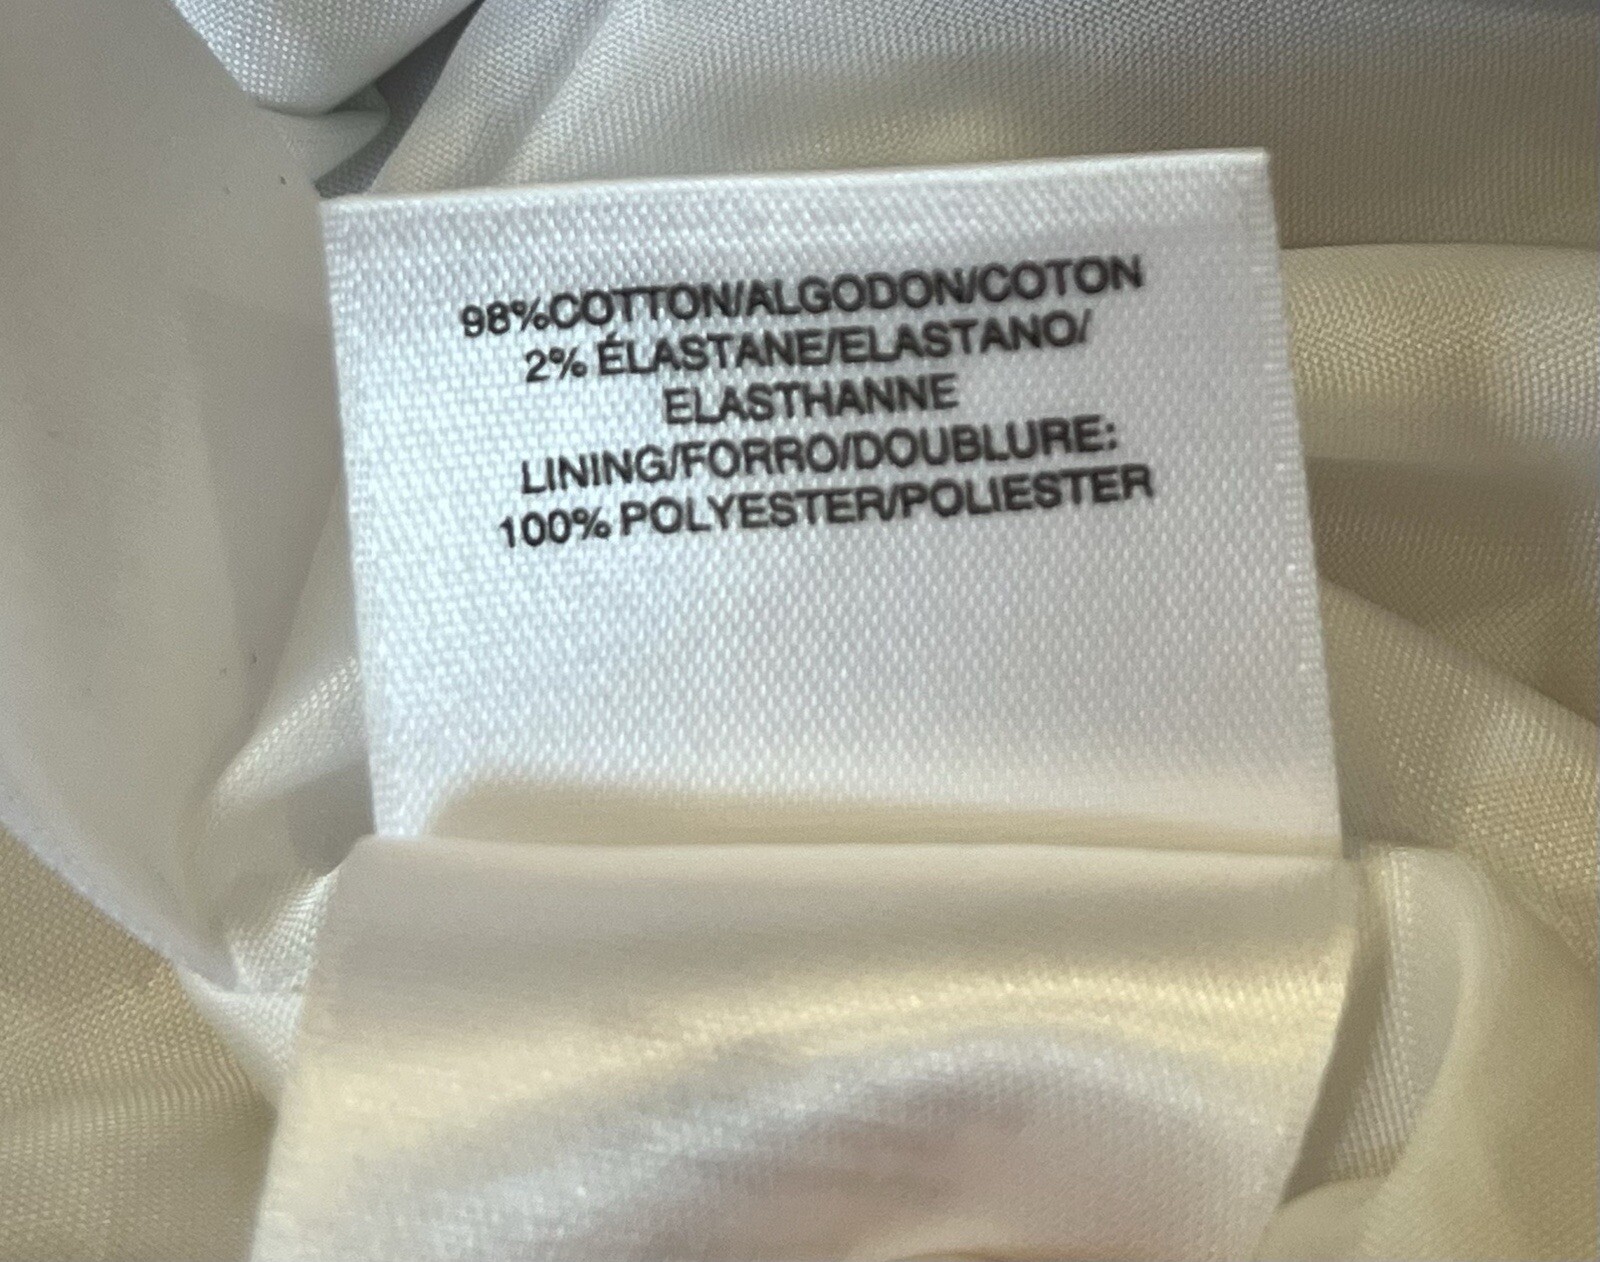 98%COTTON/ALGODON/COTON
2% ÉLASTANE/ELASTANO/
ELASTHANNE
LINING/FORRO/DOUBLURE:
100% POLYESTER/POLIESTER